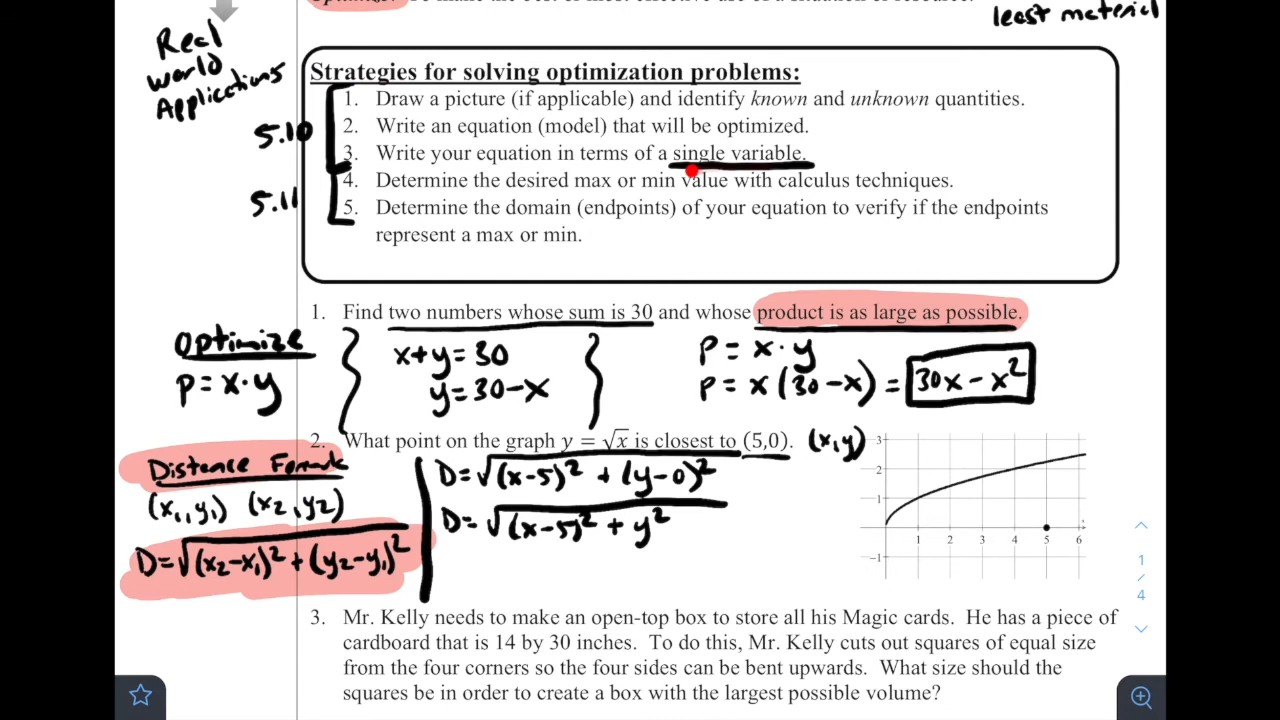 least material
Real
world
Applications
Strategies for solving optimization problems:
1. Draw a picture (if applicable) and identify known and unknown quantities.
2. Write an equation (model) that will be optimized.
3. Write your equation in terms of a single variable.
4. Determine the desired max or min value with calculus techniques.
5. Determine the domain (endpoints) of your equation to verify if the endpoints
represent a max or min.
5.10
5.11
1. Find two numbers whose sum is 30 and whose product is as large as possible.
Optimize
P = x · y
x + y = 30
y = 30 - x
P = x · y
P = x (30 - x) = 30x - x²
2. What point on the graph y = √x is closest to (5,0). (x,y)
Distance Formula
(x₁, y₁) (x₂, y₂)
D = √(x₂ - x₁)² + (y₂ - y₁)²
D = √(x - 5)² + (y - 0)²
D = √(x - 5)² + y²
3
2
1
-1
1 2 3 4 5 6
1
/
4
3. Mr. Kelly needs to make an open-top box to store all his Magic cards. He has a piece of
cardboard that is 14 by 30 inches. To do this, Mr. Kelly cuts out squares of equal size
from the four corners so the four sides can be bent upwards. What size should the
squares be in order to create a box with the largest possible volume?